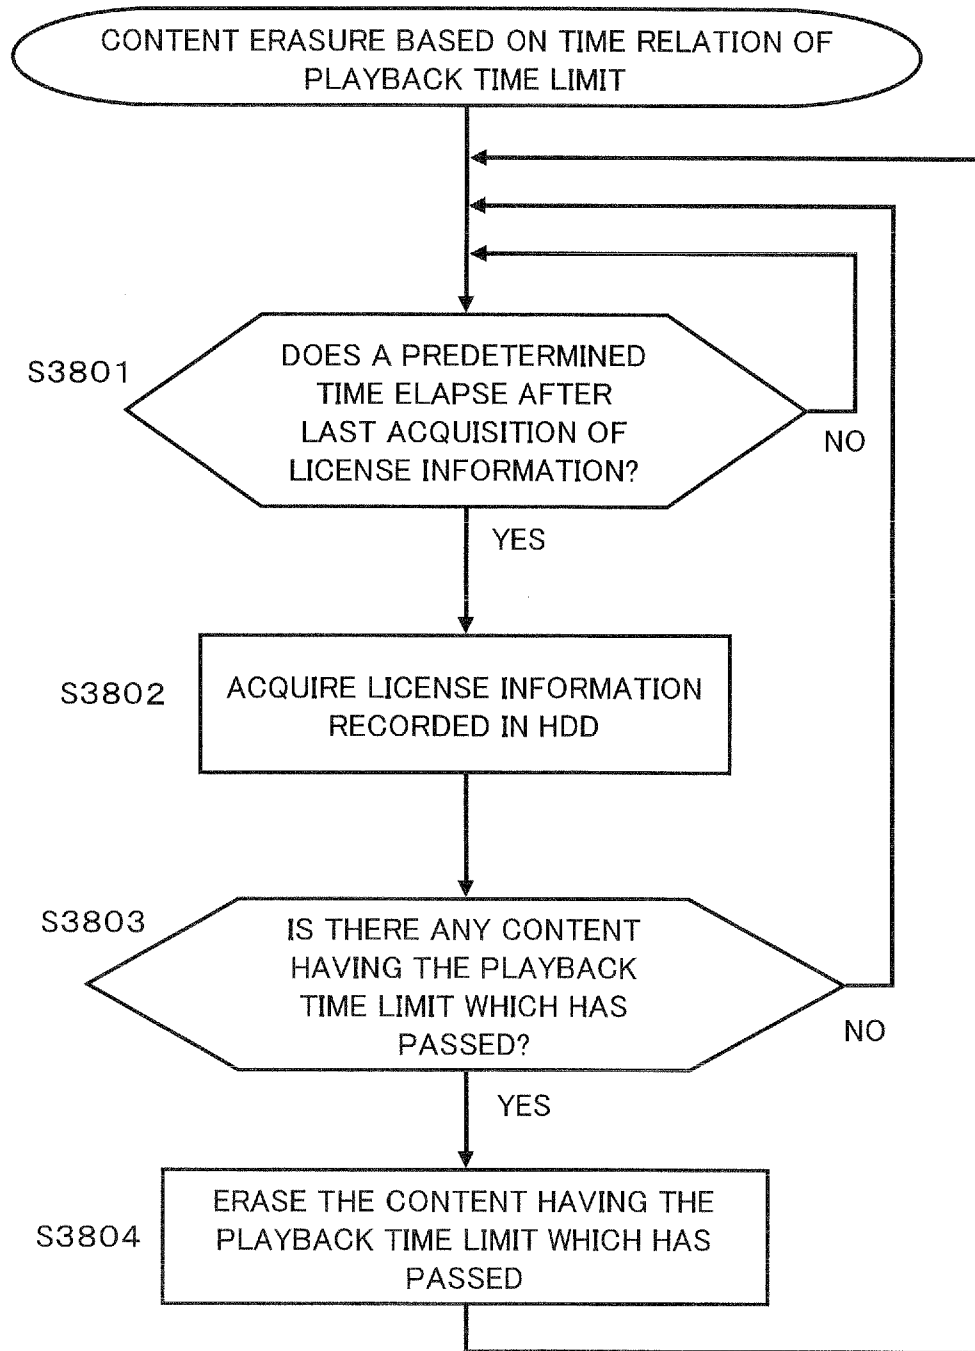 CONTENT ERASURE BASED ON TIME RELATION OF
PLAYBACK TIME LIMIT
S3801
DOES A PREDETERMINED
TIME ELAPSE AFTER
LAST ACQUISITION OF
LICENSE INFORMATION?
NO
YES
S3802
ACQUIRE LICENSE INFORMATION
RECORDED IN HDD
S3803
IS THERE ANY CONTENT
HAVING THE PLAYBACK
TIME LIMIT WHICH HAS
PASSED?
NO
YES
S3804
ERASE THE CONTENT HAVING THE
PLAYBACK TIME LIMIT WHICH HAS
PASSED